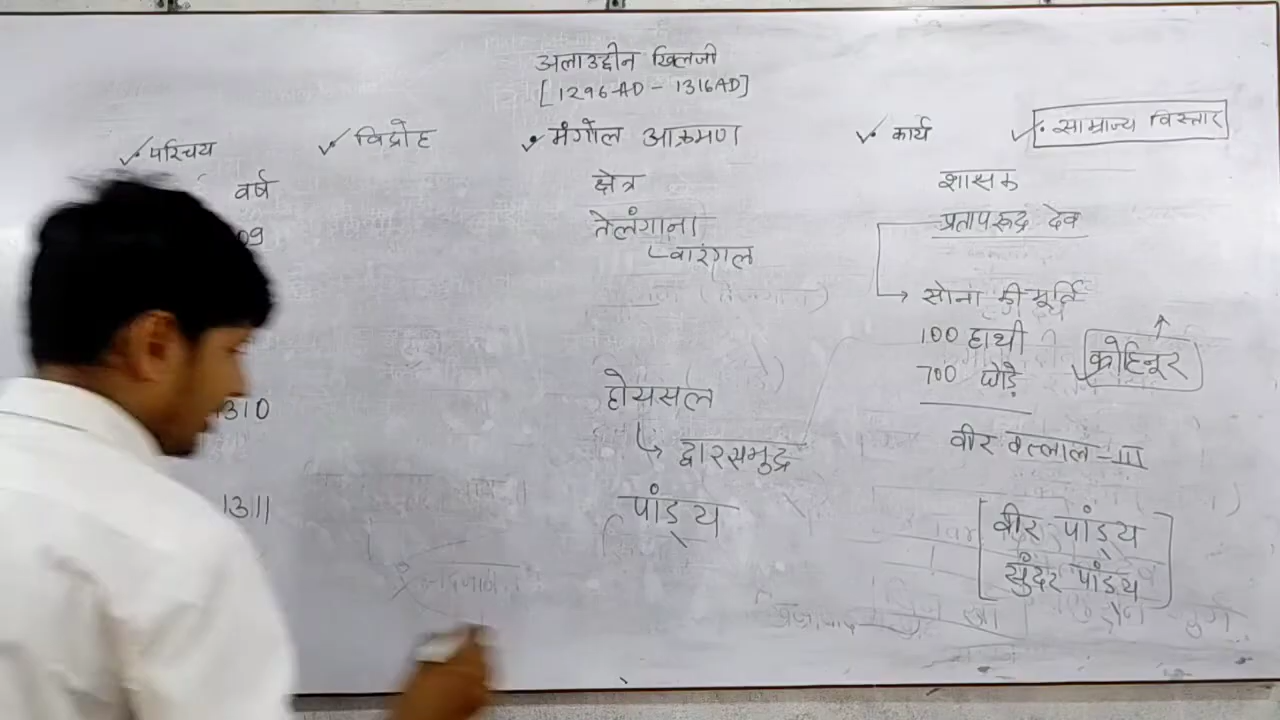 अलाउद्दीन खिलजी
[1296AD - 1316AD]
परिचय
विद्रोह
मंगोल आक्रमण
कार्य
साम्राज्य विस्तार
वर्ष
क्षेत्र
शासक
09
तेलंगाना
प्रतापरूद्र देव
वारंगल
सोना की मूर्ति
100 हाथी
700 घोड़े
कोहिनूर
1310
होयसल
वीर बल्लाल-III
द्वारसमुद्र
1311
पांड्य
वीर पांड्य
सुंदर पांड्य